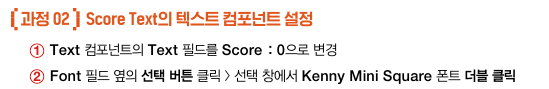 [과정 02] Score Text의 텍스트 컴포넌트 설정
① Text 컴포넌트의 Text 필드를 Score : 0으로 변경
② Font 필드 옆의 선택 버튼 클릭 > 선택 창에서 Kenny Mini Square 폰트 더블 클릭